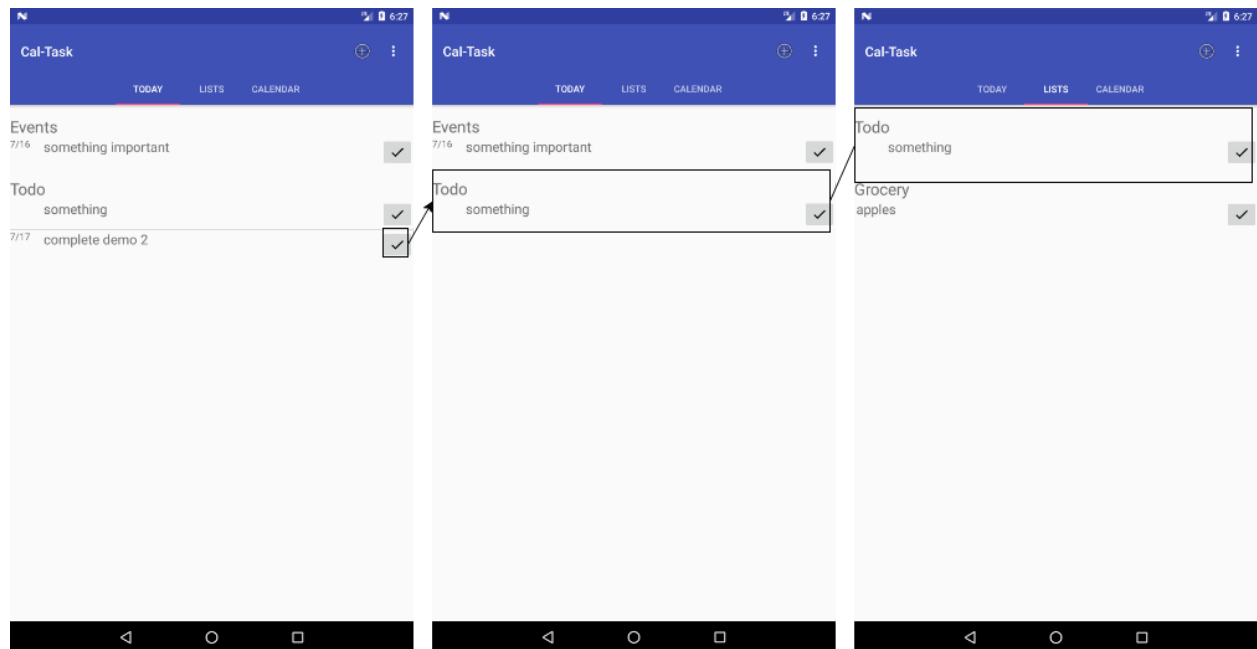 6:27
Cal-Task
TODAY LISTS CALENDAR
Events
7/16 something important
Todo
something
7/17 complete demo 2
6:27
Cal-Task
TODAY LISTS CALENDAR
Events
7/16 something important
Todo
something
6:27
Cal-Task
TODAY LISTS CALENDAR
Todo
something
Grocery
apples